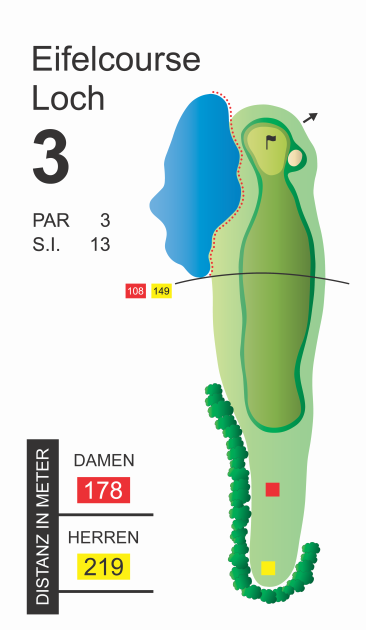 Eifelcourse
Loch
3
PAR 3
S.I. 13
108 149
DISTANZ IN METER
DAMEN
178
HERREN
219